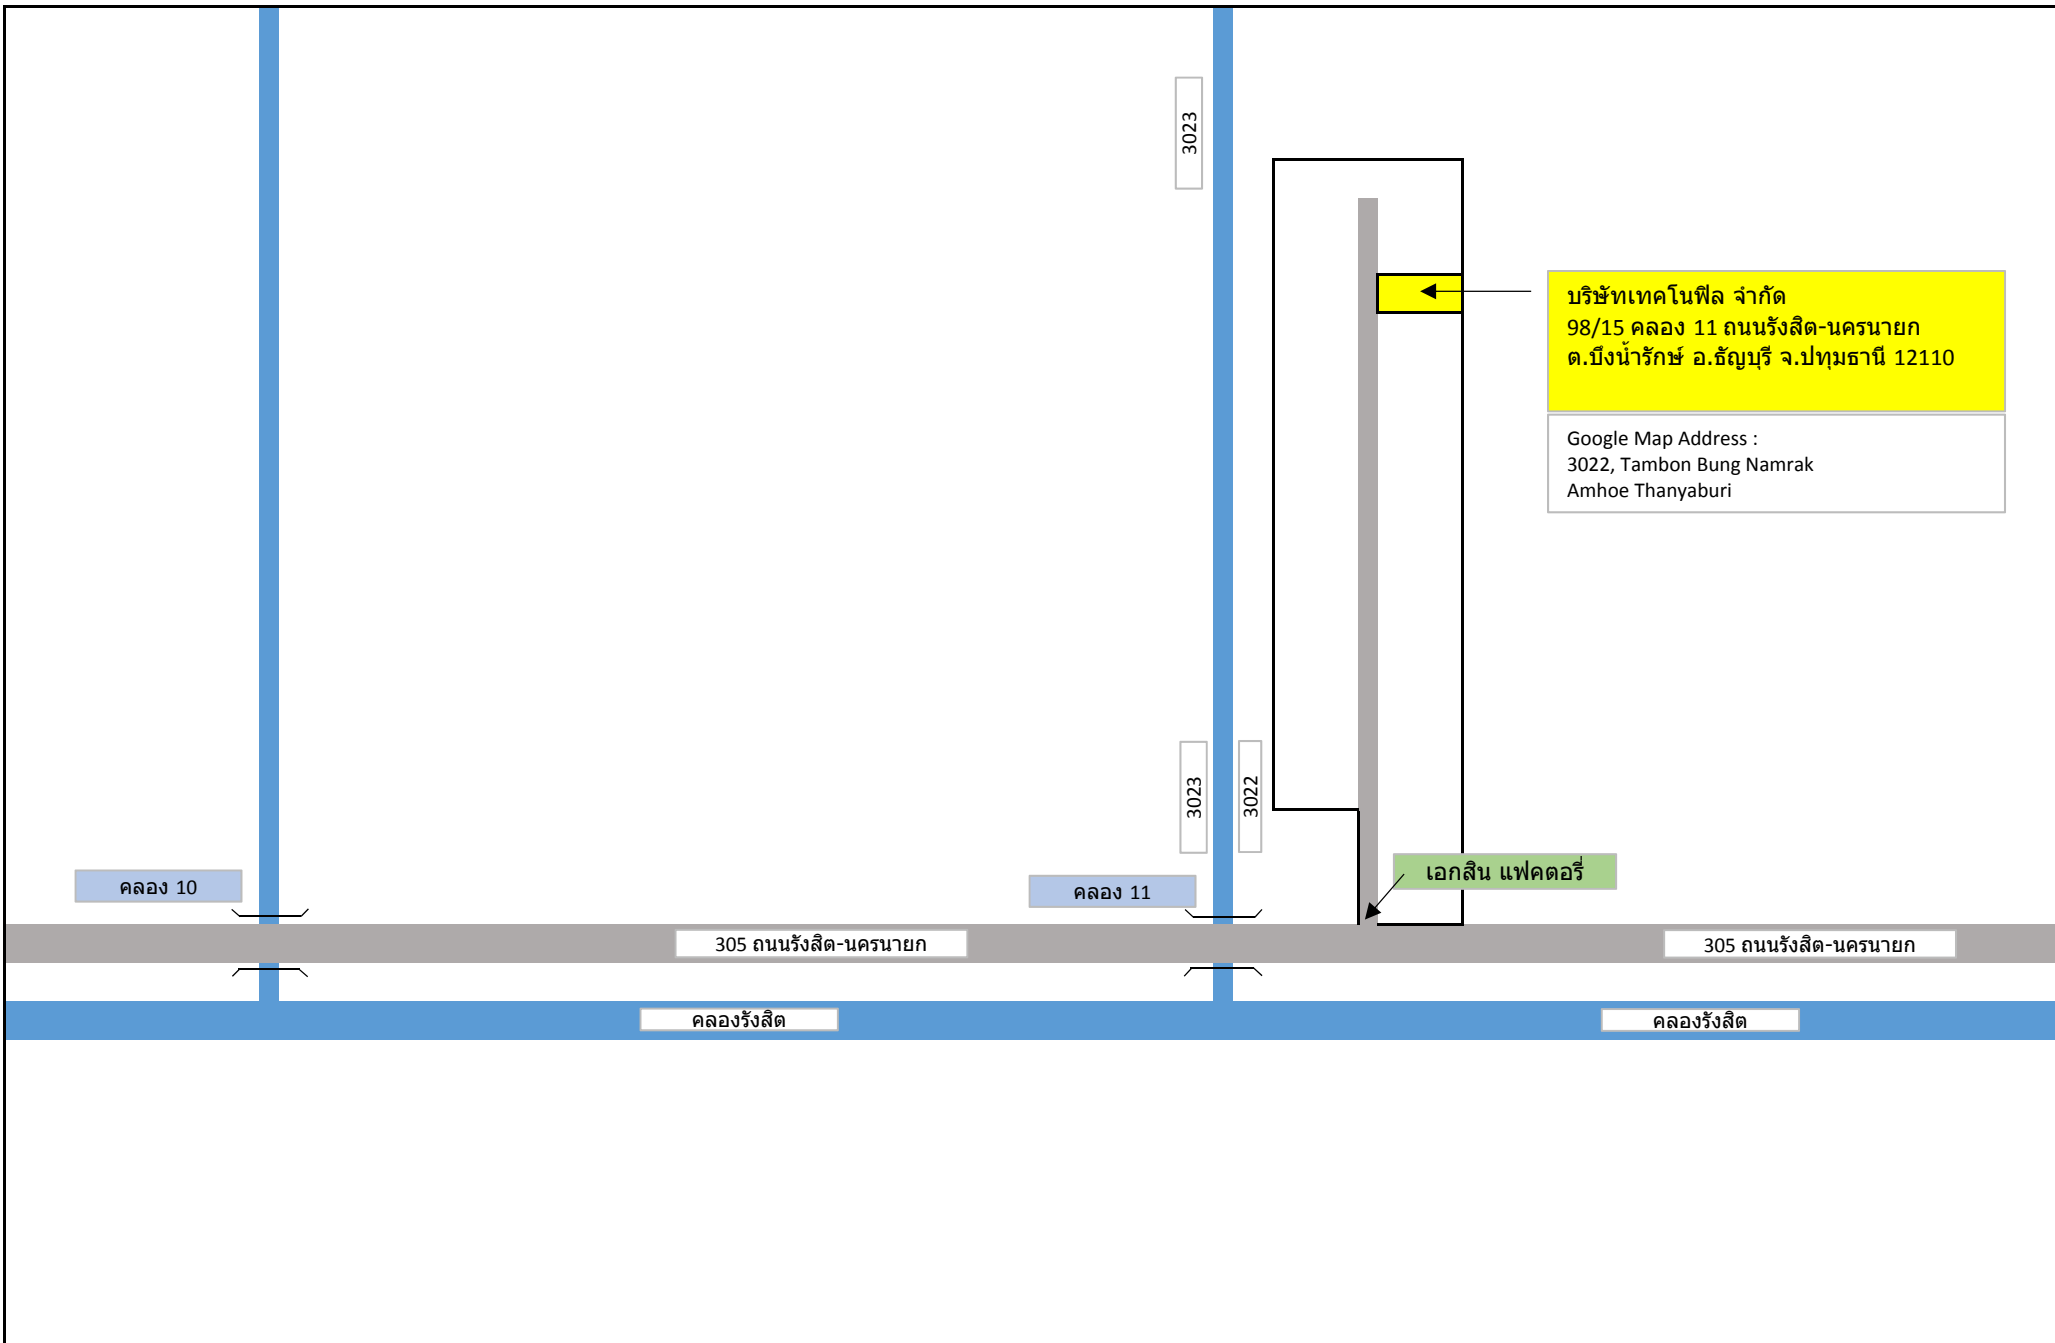 3023
บริษัทเทคโนฟิล จำกัด
98/15 คลอง 11 ถนนรังสิต-นครนายก
ต.บึงน้ำรักษ์ อ.ธัญบุรี จ.ปทุมธานี 12110
Google Map Address :
3022, Tambon Bung Namrak
Amhoe Thanyaburi
3023
3022
เอกสิน แฟคตอรี่
คลอง 10
คลอง 11
305 ถนนรังสิต-นครนายก
305 ถนนรังสิต-นครนายก
คลองรังสิต
คลองรังสิต